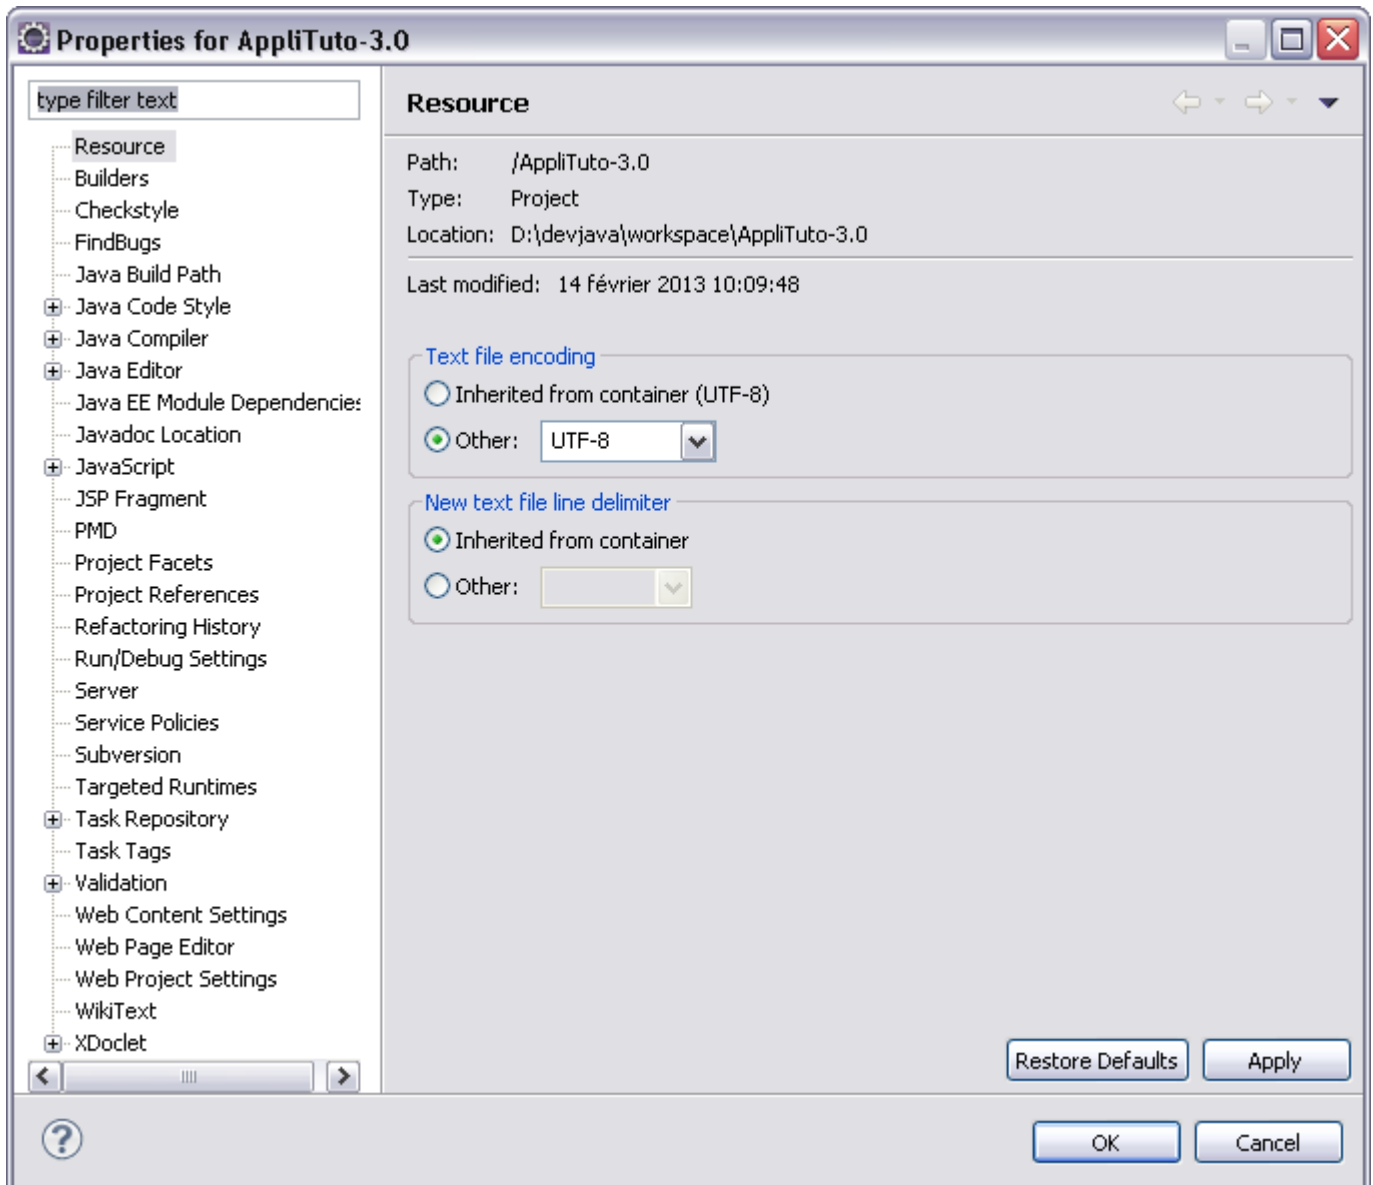 Properties for AppliTuto-3.0
type filter text
Resource
Builders
Checkstyle
FindBugs
Java Build Path
Java Code Style
Java Compiler
Java Editor
Java EE Module Dependencies
Javadoc Location
JavaScript
JSP Fragment
PMD
Project Facets
Project References
Refactoring History
Run/Debug Settings
Server
Service Policies
Subversion
Targeted Runtimes
Task Repository
Task Tags
Validation
Web Content Settings
Web Page Editor
Web Project Settings
WikiText
XDoclet
Resource
Path: /AppliTuto-3.0
Type: Project
Location: D:\devjava\workspace\AppliTuto-3.0
Last modified: 14 février 2013 10:09:48
Text file encoding
Inherited from container (UTF-8)
Other: UTF-8
New text file line delimiter
Inherited from container
Other:
Restore Defaults Apply
OK Cancel